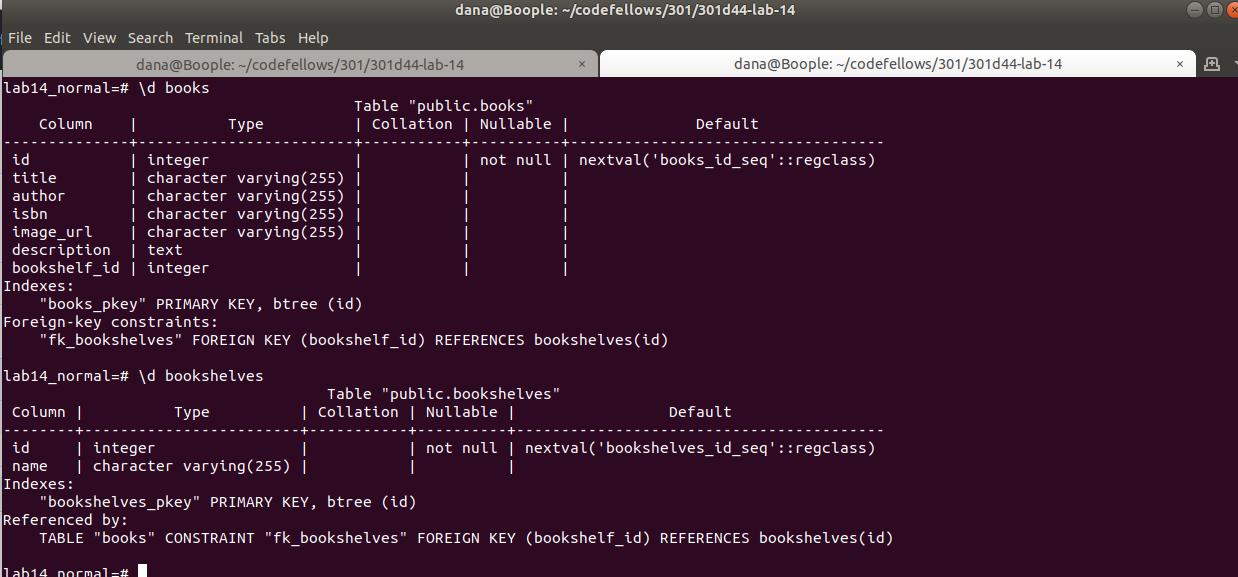 dana@Boople: ~/codefellows/301/301d44-lab-14
File Edit View Search Terminal Tabs Help
dana@Boople: ~/codefellows/301/301d44-lab-14 × dana@Boople: ~/codefellows/301/301d44-lab-14 ×
lab14_normal=# \d books
                                       Table "public.books"
    Column    |          Type          | Collation | Nullable |              Default
--------------+------------------------+-----------+----------+-----------------------------------
 id           | integer                |           | not null | nextval('books_id_seq'::regclass)
 title        | character varying(255) |           |          |
 author       | character varying(255) |           |          |
 isbn         | character varying(255) |           |          |
 image_url    | character varying(255) |           |          |
 description  | text                   |           |          |
 bookshelf_id | integer                |           |          |
Indexes:
    "books_pkey" PRIMARY KEY, btree (id)
Foreign-key constraints:
    "fk_bookshelves" FOREIGN KEY (bookshelf_id) REFERENCES bookshelves(id)

lab14_normal=# \d bookshelves
                                    Table "public.bookshelves"
 Column |          Type          | Collation | Nullable |                 Default
--------+------------------------+-----------+----------+-----------------------------------------
 id     | integer                |           | not null | nextval('bookshelves_id_seq'::regclass)
 name   | character varying(255) |           |          |
Indexes:
    "bookshelves_pkey" PRIMARY KEY, btree (id)
Referenced by:
    TABLE "books" CONSTRAINT "fk_bookshelves" FOREIGN KEY (bookshelf_id) REFERENCES bookshelves(id)

lab14_normal=#